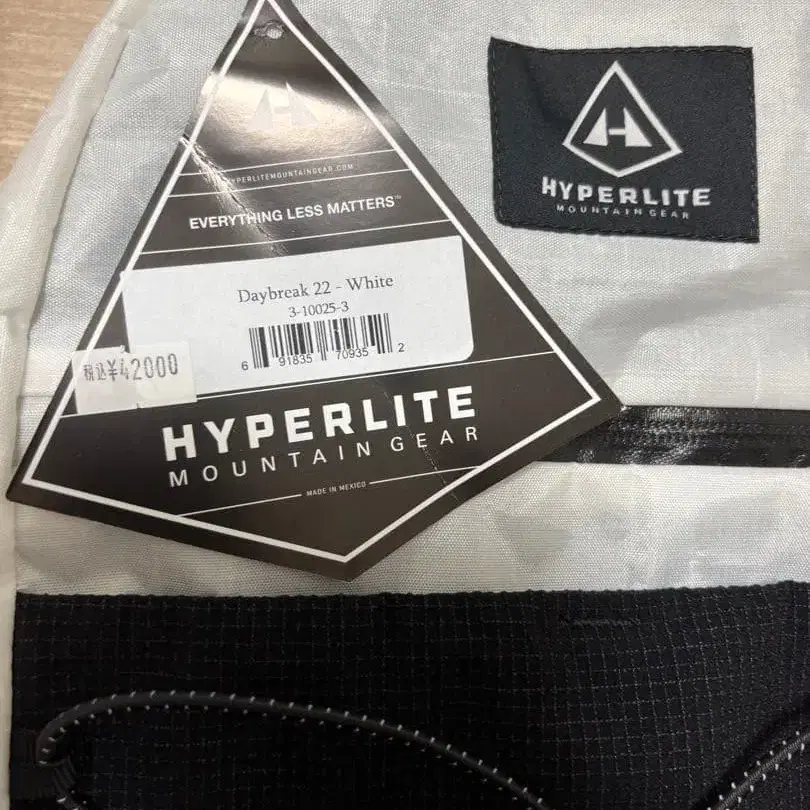 HYPERLITEMOUNTAINGEAR.COM
EVERYTHING LESS MATTERS™
Daybreak 22 - White
3-10025-3
6 91835 70935 2
税込¥42000
HYPERLITE
MOUNTAIN GEAR
MADE IN MEXICO
HYPERLITE
MOUNTAIN GEAR